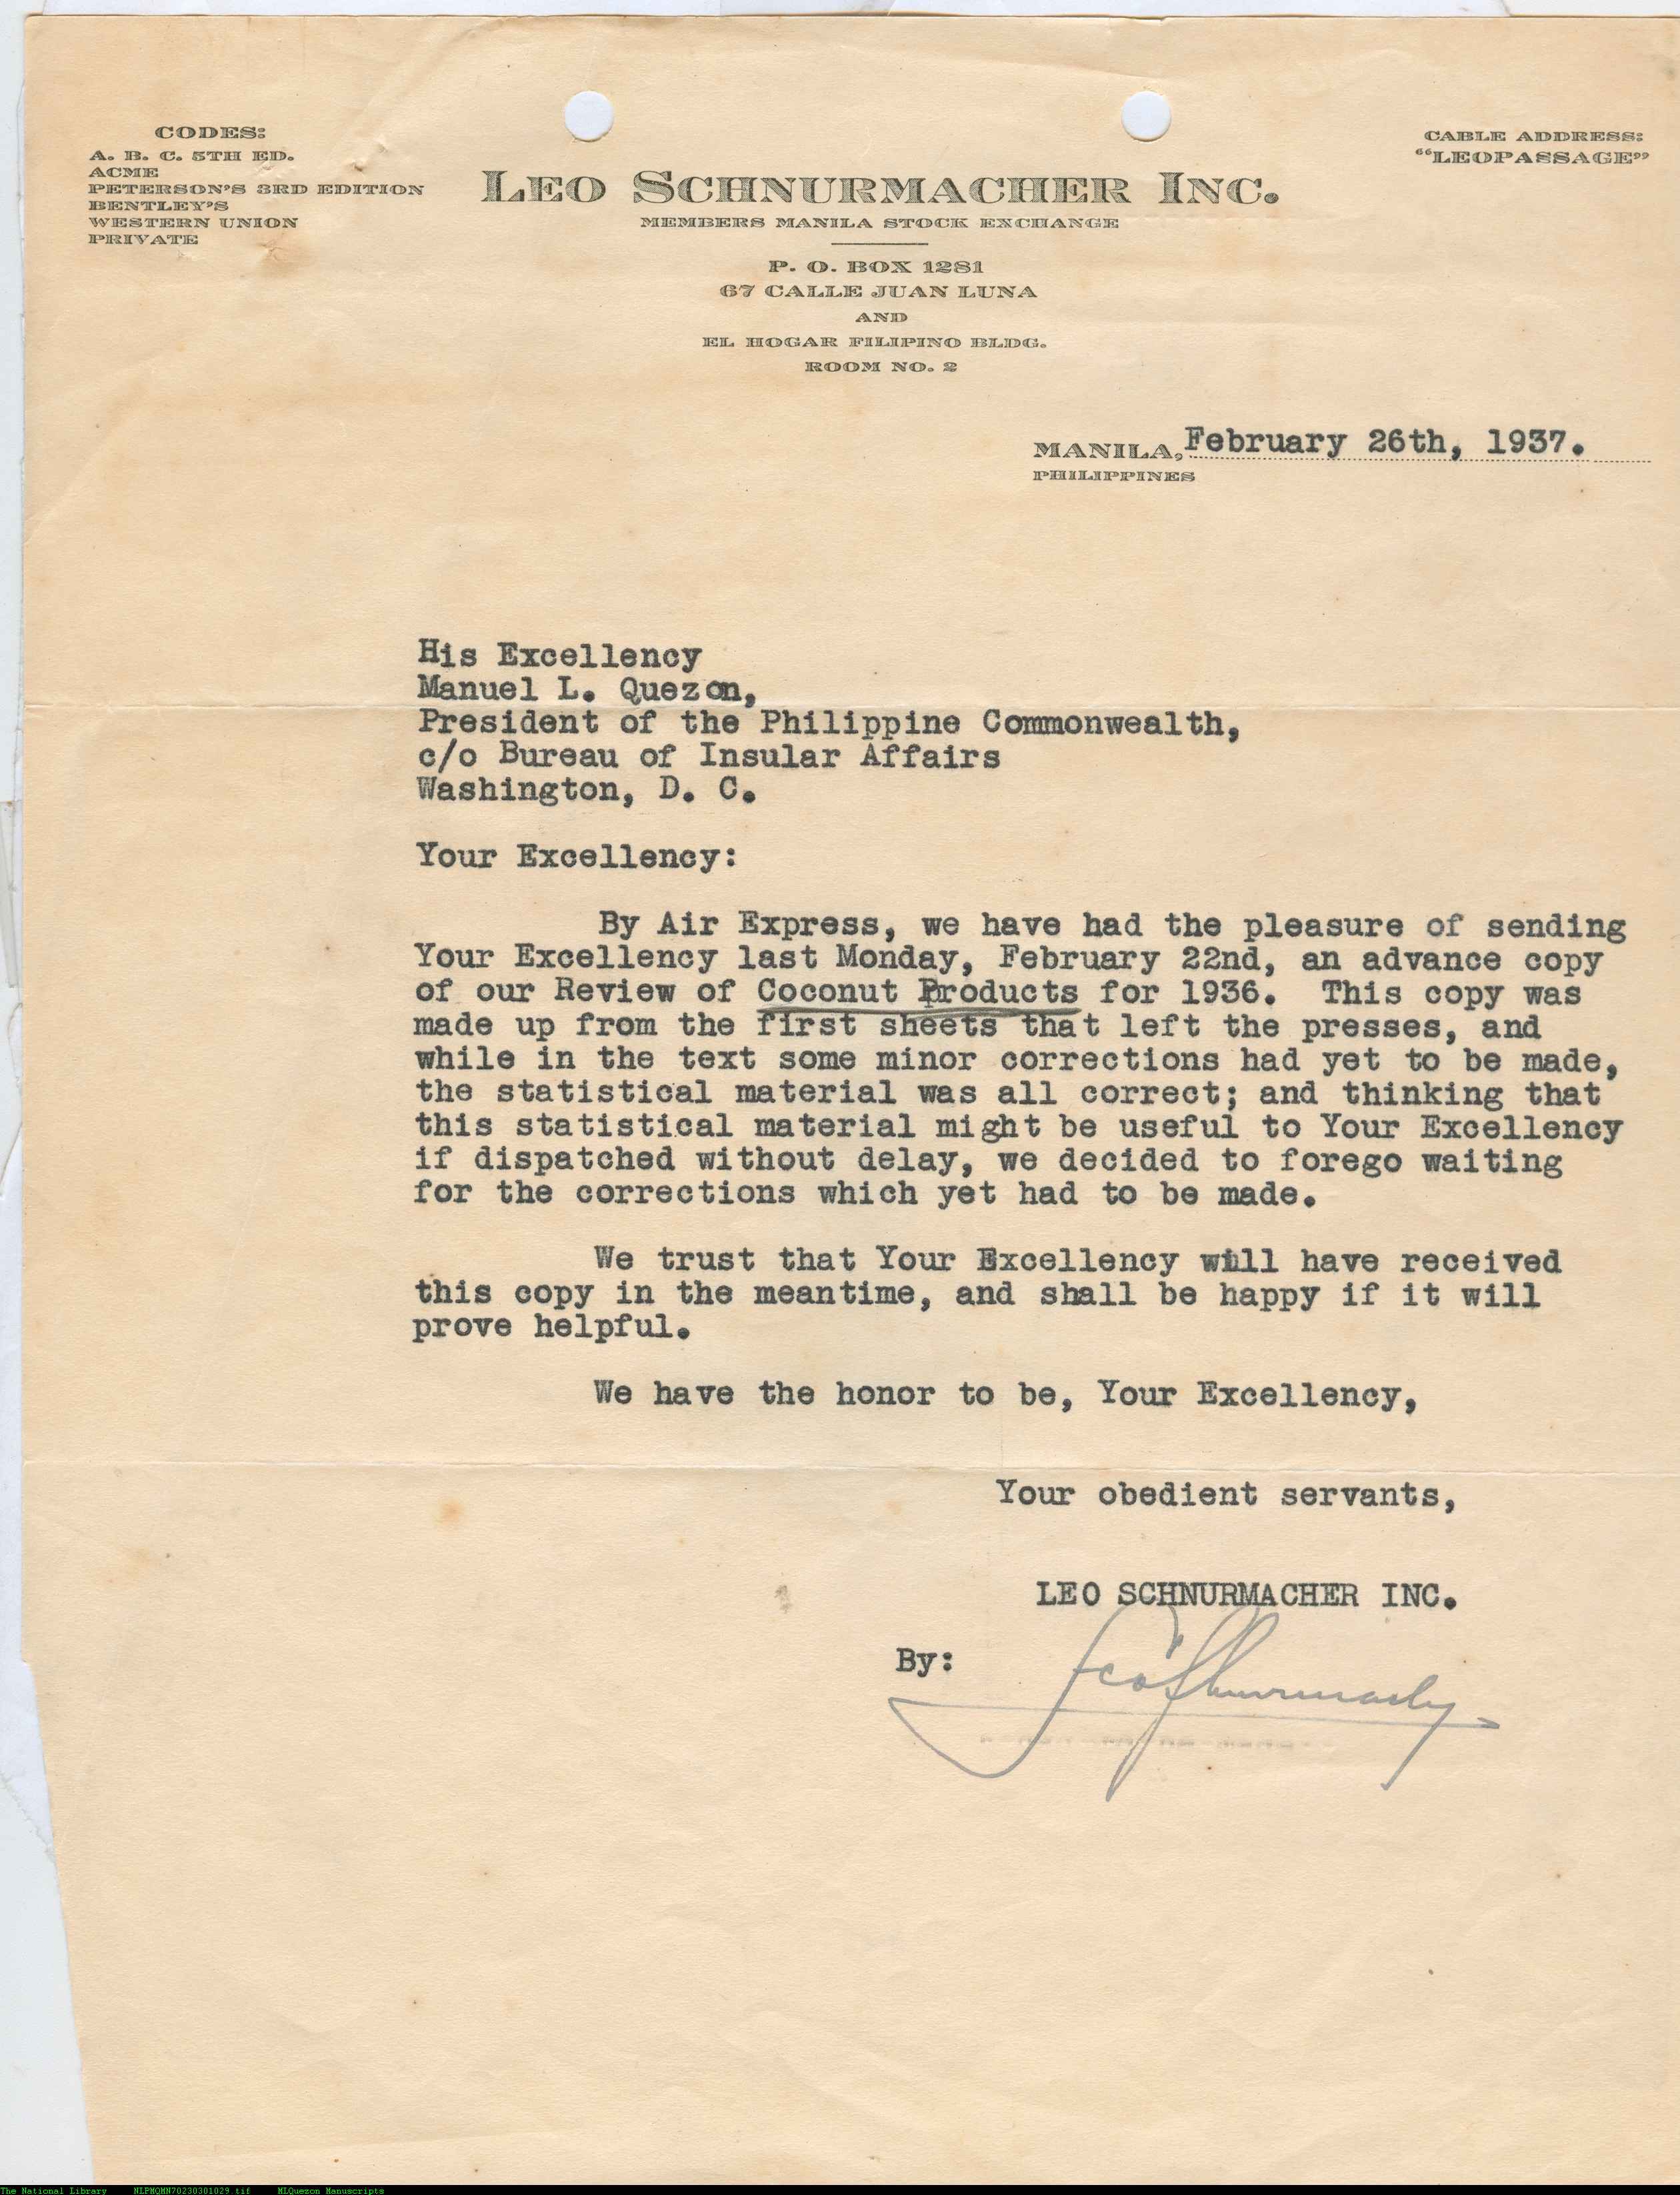 CODES:
A. B. C. 5TH ED.
ACME
PETERSON'S 3RD EDITION
BENTLEY'S
WESTERN UNION
PRIVATE
CABLE ADDRESS:
"LEOPASSAGE"
LEO SCHNURMACHER INC.
MEMBERS MANILA STOCK EXCHANGE
P. O. BOX 1281
67 CALLE JUAN LUNA
AND
EL HOGAR FILIPINO BLDG.
ROOM NO. 2
MANILA, February 26th, 1937.
PHILIPPINES
His Excellency
Manuel L. Quezon,
President of the Philippine Commonwealth,
c/o Bureau of Insular Affairs
Washington, D. C.
Your Excellency:
By Air Express, we have had the pleasure of sending
Your Excellency last Monday, February 22nd, an advance copy
of our Review of Coconut Products for 1936. This copy was
made up from the first sheets that left the presses, and
while in the text some minor corrections had yet to be made,
the statistical material was all correct; and thinking that
this statistical material might be useful to Your Excellency
if dispatched without delay, we decided to forego waiting
for the corrections which yet had to be made.
We trust that Your Excellency will have received
this copy in the meantime, and shall be happy if it will
prove helpful.
We have the honor to be, Your Excellency,
Your obedient servants,
LEO SCHNURMACHER INC.
By: Leo Schnurmacher
The National Library NLPMQMN70230301029.tif MLQuezon Manuscripts